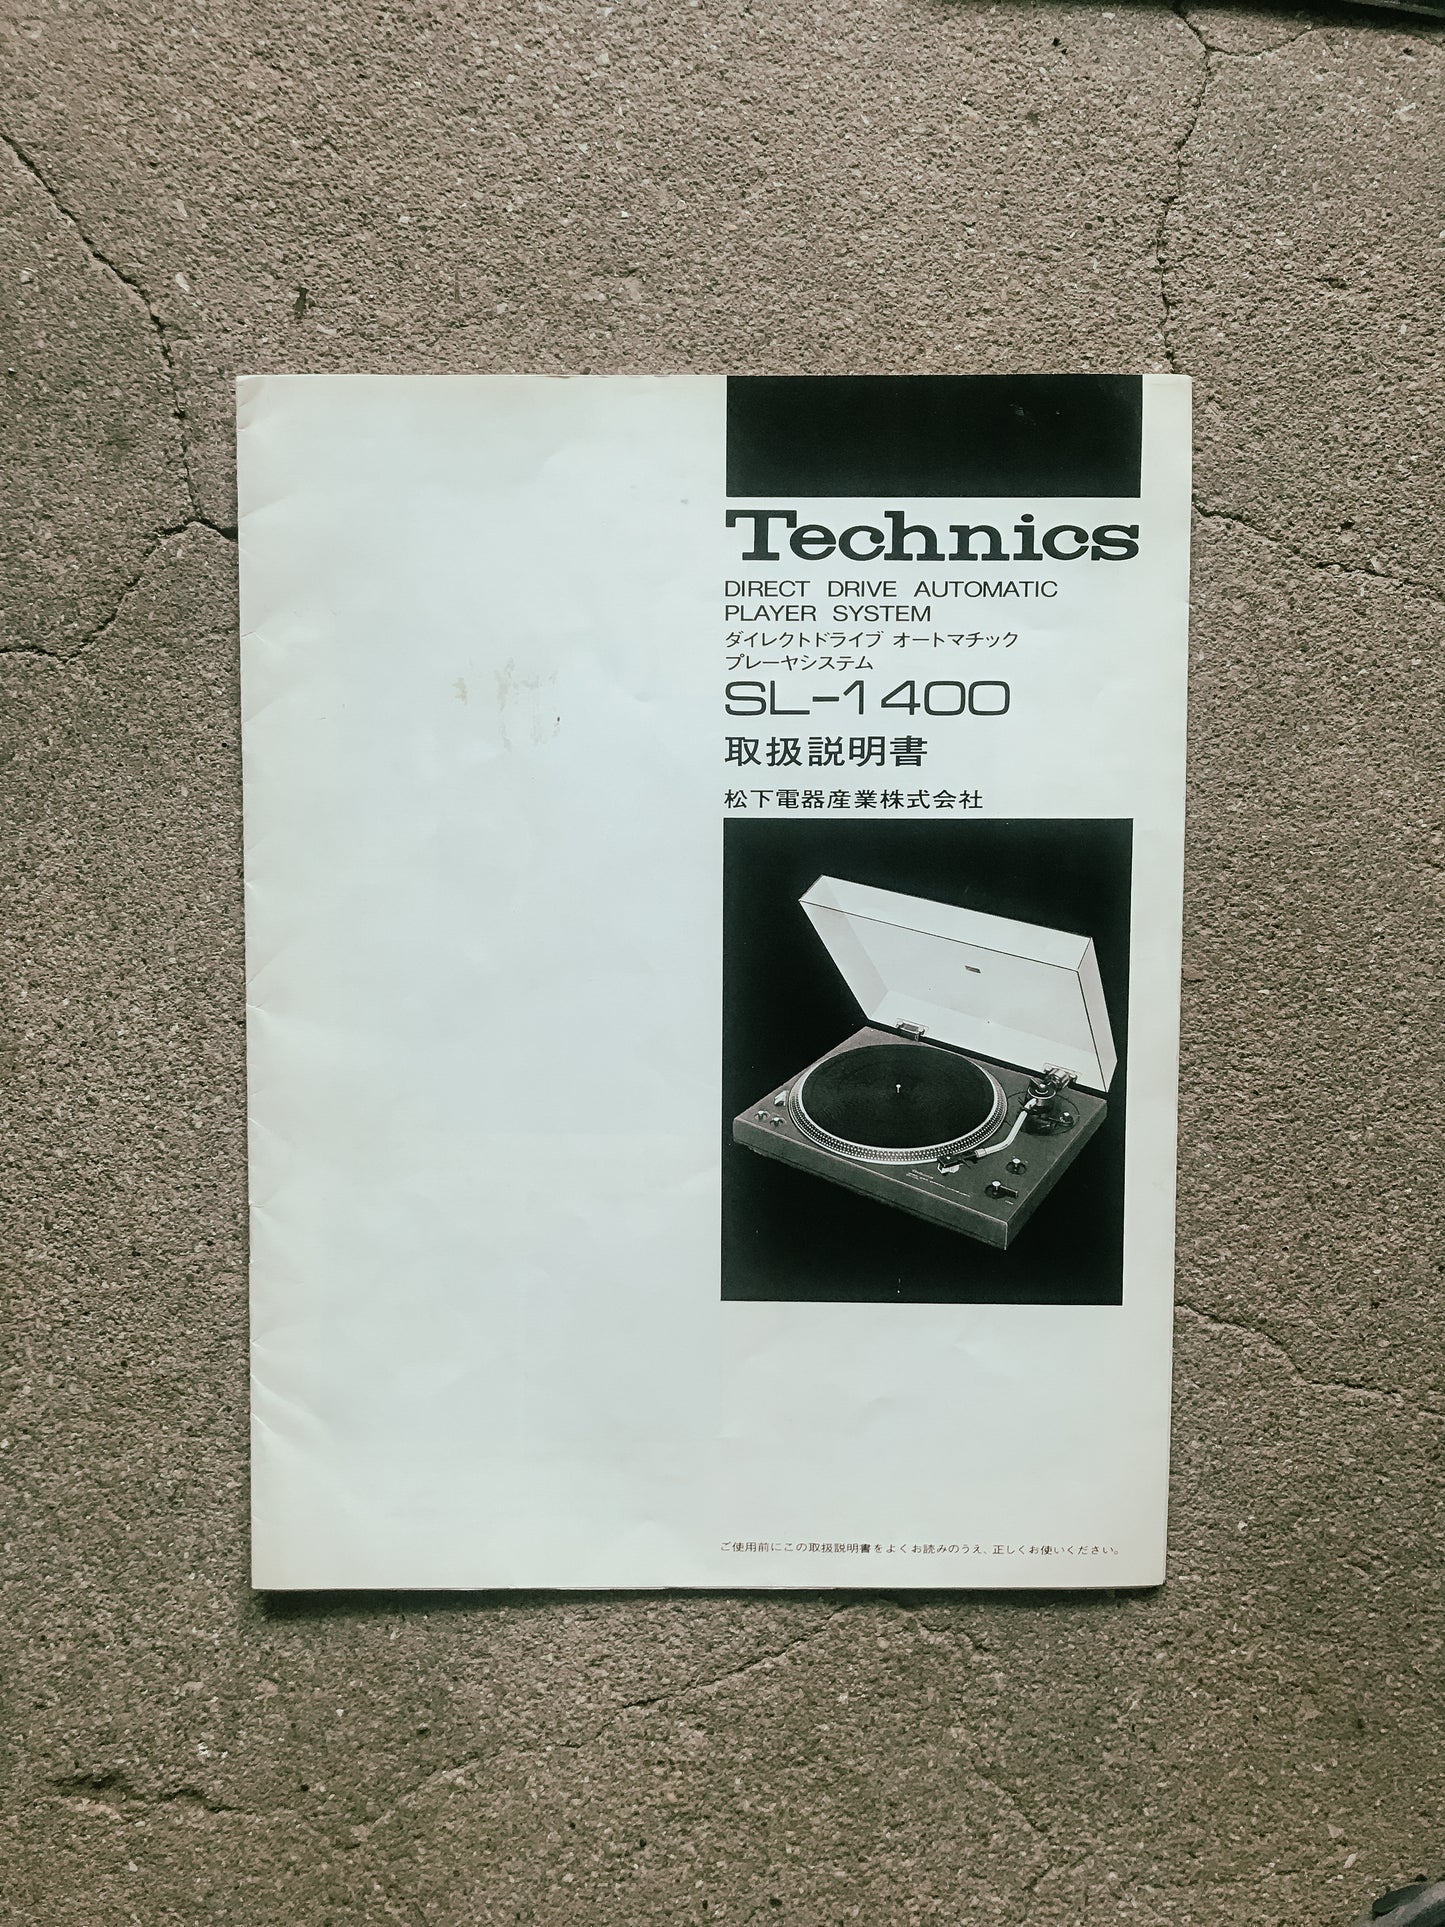 Technics
DIRECT DRIVE AUTOMATIC
PLAYER SYSTEM
ダイレクトドライブ オートマチック
プレーヤシステム
SL-1400
取扱説明書
松下電器産業株式会社
ご使用前にこの取扱説明書をよくお読みのうえ、正しくお使いください。